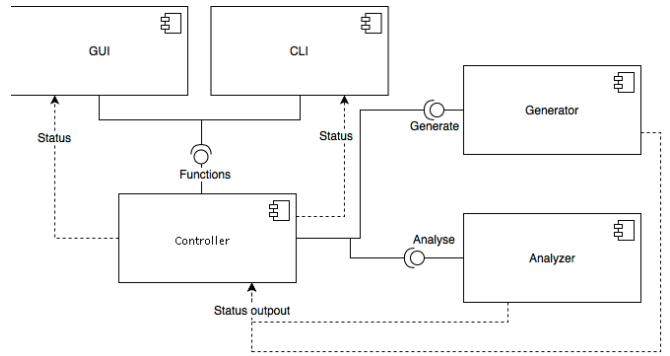 GUI
CLI
Status
Status
Functions
Generate
Generator
Controller
Analyse
Analyzer
Status outpout